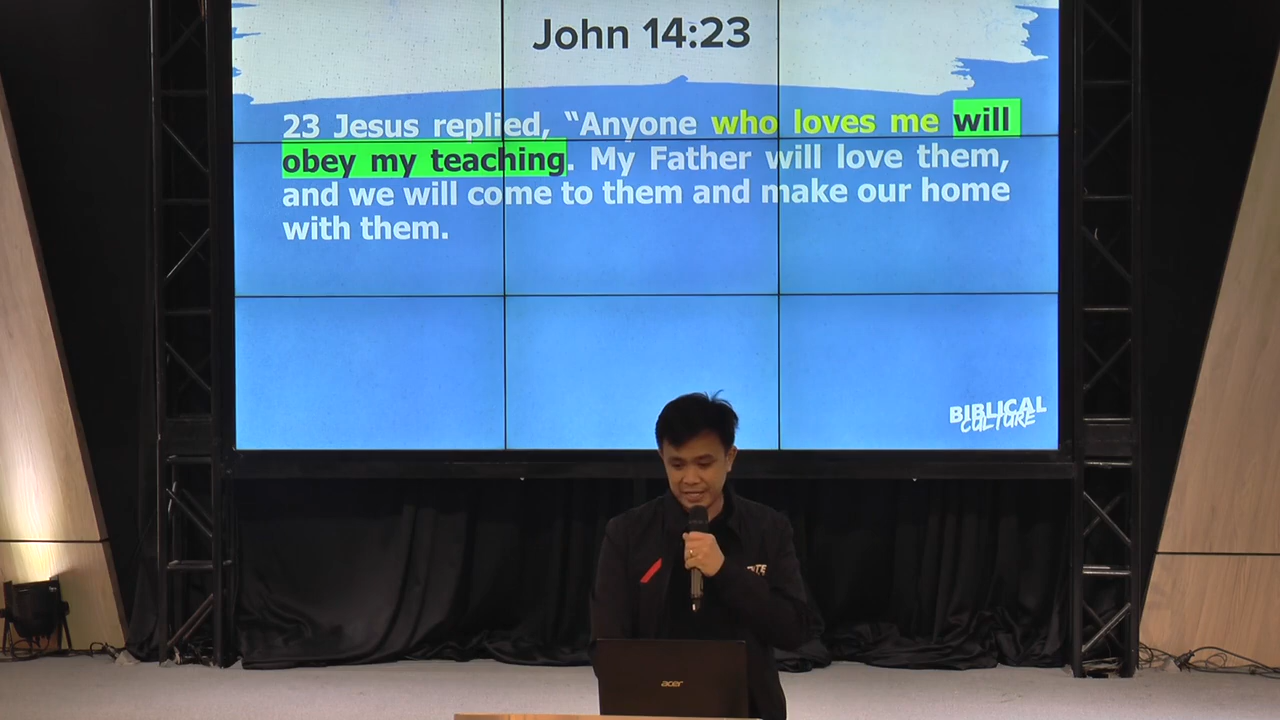 John 14:23
23 Jesus replied, “Anyone who loves me will
obey my teaching. My Father will love them,
and we will come to them and make our home
with them.
BIBLICAL
CULTURE
acer